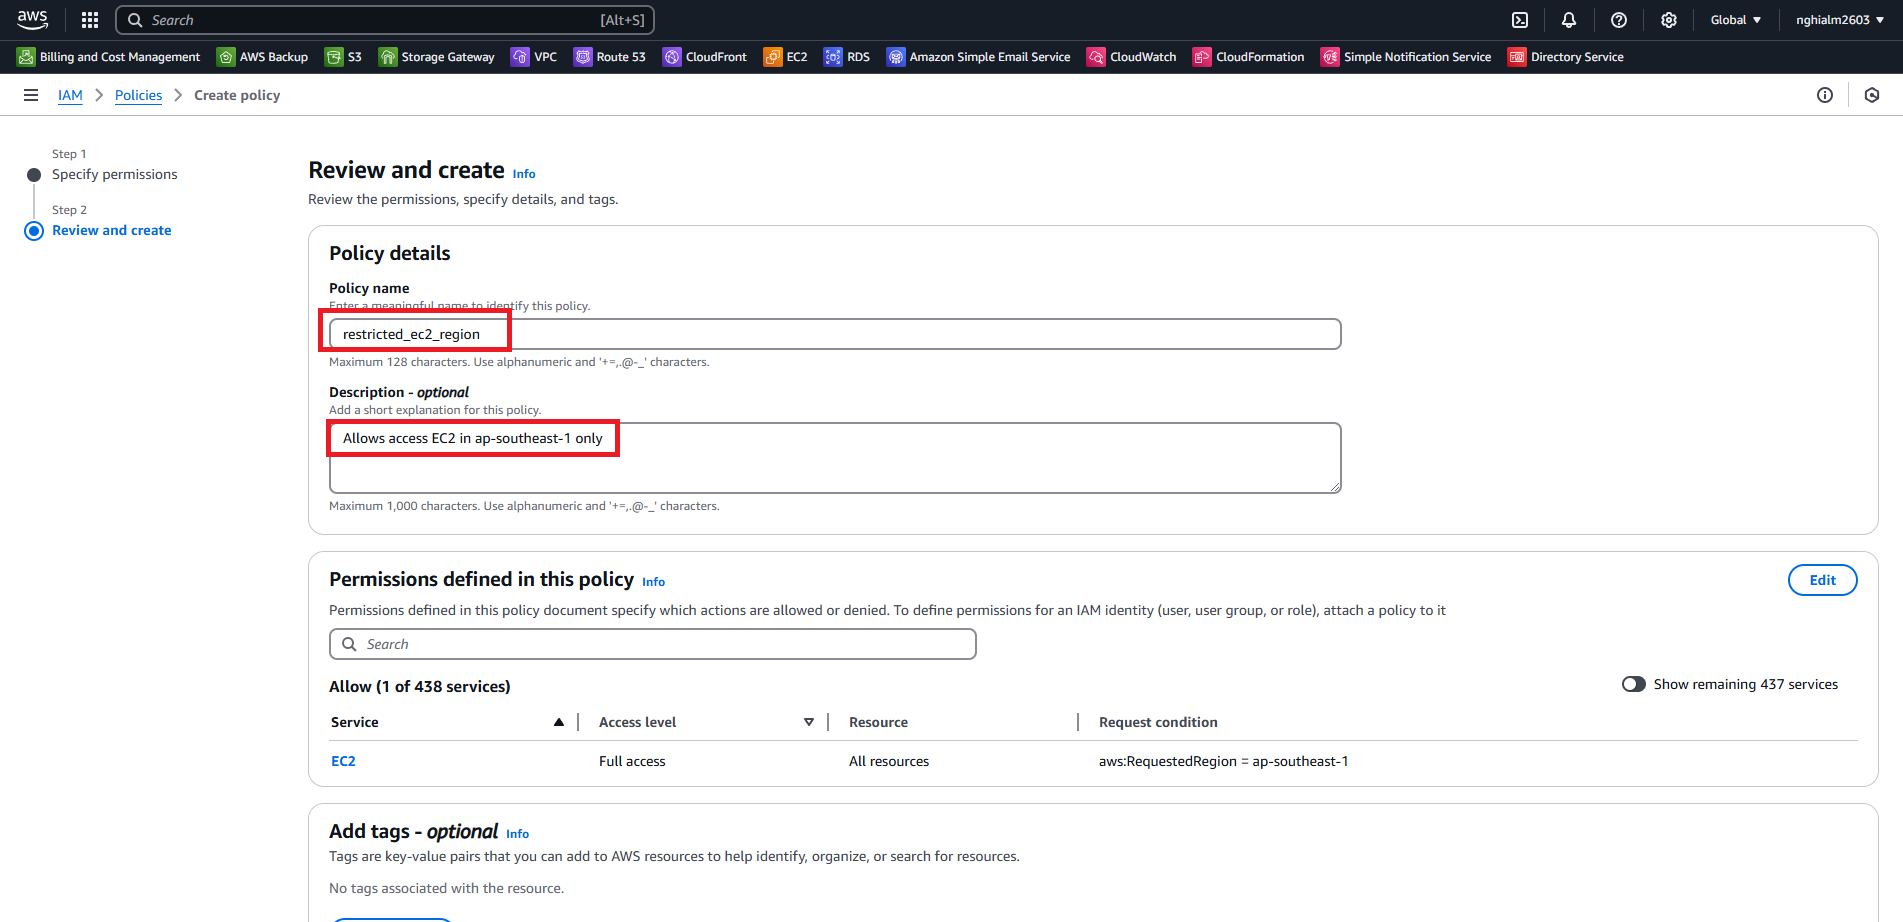 aws Search [Alt+S] Global nghialm2603
Billing and Cost Management AWS Backup S3 Storage Gateway VPC Route 53 CloudFront EC2 RDS Amazon Simple Email Service CloudWatch CloudFormation Simple Notification Service Directory Service
IAM Policies Create policy
Step 1
Specify permissions
Step 2
Review and create
Review and create Info
Review the permissions, specify details, and tags.
Policy details
Policy name
Enter a meaningful name to identify this policy.
restricted_ec2_region
Maximum 128 characters. Use alphanumeric and '+=,.@-_' characters.
Description - optional
Add a short explanation for this policy.
Allows access EC2 in ap-southeast-1 only
Maximum 1,000 characters. Use alphanumeric and '+=,.@-_' characters.
Permissions defined in this policy Info
Edit
Permissions defined in this policy document specify which actions are allowed or denied. To define permissions for an IAM identity (user, user group, or role), attach a policy to it
Search
Allow (1 of 438 services)
Show remaining 437 services
Service Access level Resource Request condition
EC2 Full access All resources aws:RequestedRegion = ap-southeast-1
Add tags - optional Info
Tags are key-value pairs that you can add to AWS resources to help identify, organize, or search for resources.
No tags associated with the resource.